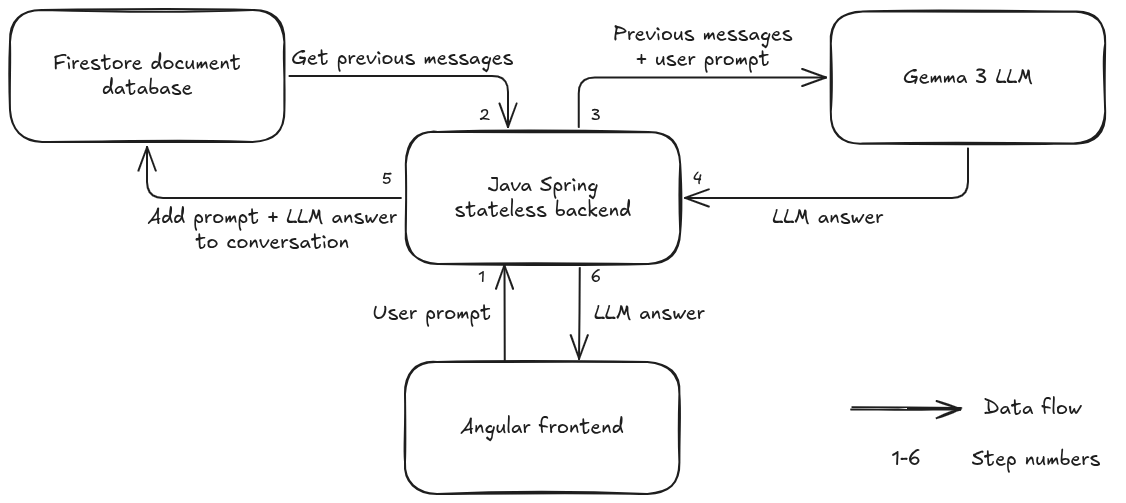 Firestore document
database
Get previous messages
2
Previous messages
+ user prompt
3
Gemma 3 LLM
5
Add prompt + LLM answer
to conversation
Java Spring
stateless backend
4
LLM answer
1
User prompt
6
LLM answer
Angular frontend
Data flow
1-6 Step numbers